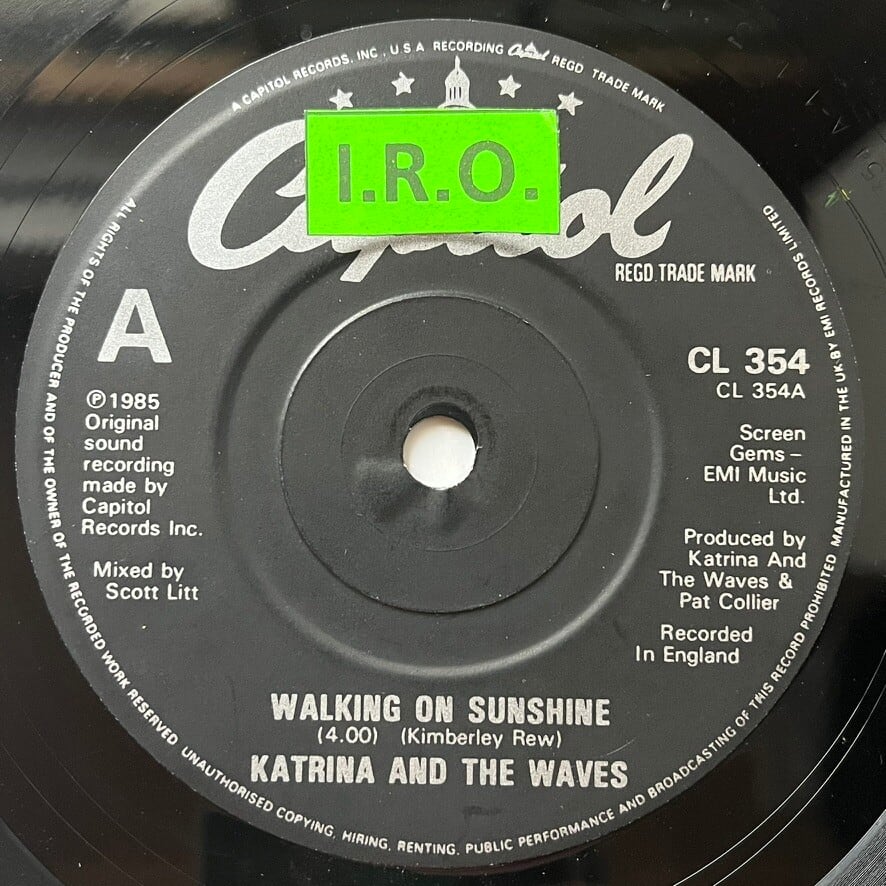 A CAPITOL RECORDS, INC., U.S.A. RECORDING Capitol REGD. TRADE MARK
I.R.O.
Capitol
REGD. TRADE MARK
A
CL 354
CL 354A
℗1985
Original
sound
recording
made by
Capitol
Records Inc.
Mixed by
Scott Litt
Screen
Gems –
EMI Music
Ltd.
Produced by
Katrina And
The Waves &
Pat Collier
Recorded
In England
WALKING ON SUNSHINE
(4.00) (Kimberley Rew)
KATRINA AND THE WAVES
ALL RIGHTS OF THE PRODUCER AND OF THE OWNER OF THE RECORDED WORK RESERVED. UNAUTHORISED COPYING, HIRING, RENTING, PUBLIC PERFORMANCE AND BROADCASTING OF THIS RECORD PROHIBITED MANUFACTURED IN THE UK BY EMI RECORDS LIMITED